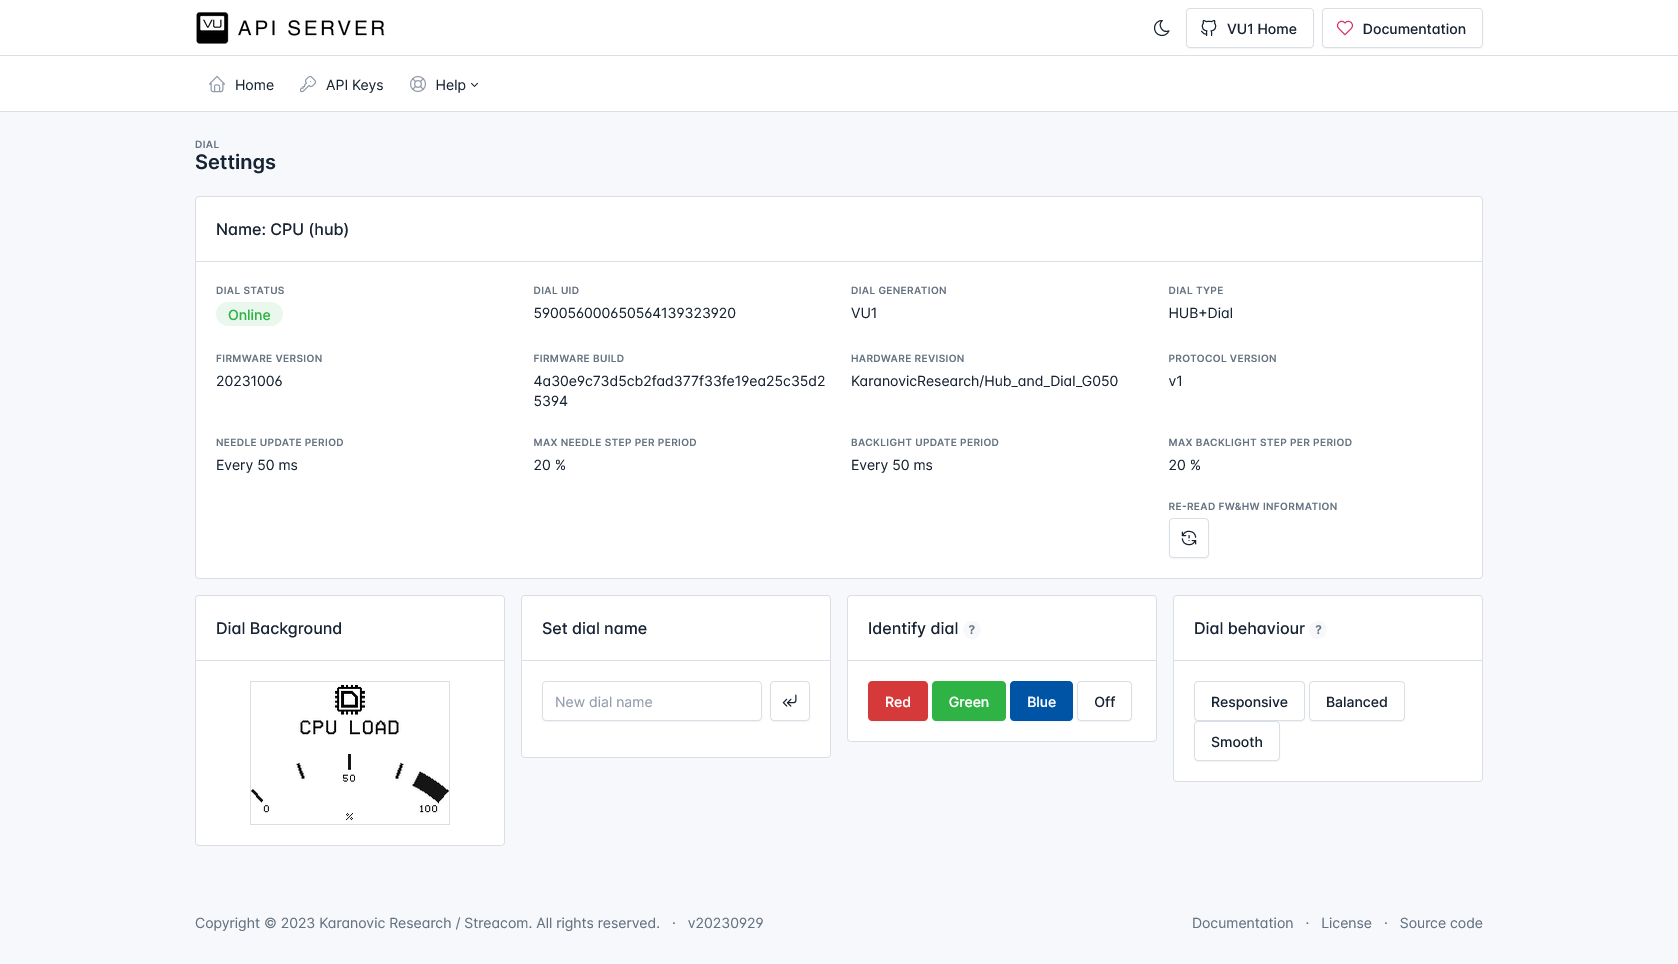 VU API SERVER
VU1 Home
Documentation
Home
API Keys
Help
DIAL
Settings
Name: CPU (hub)
DIAL STATUS
Online
DIAL UID
590056000650564139323920
DIAL GENERATION
VU1
DIAL TYPE
HUB+Dial
FIRMWARE VERSION
20231006
FIRMWARE BUILD
4a30e9c73d5cb2fad377f33fe19ea25c35d2
5394
HARDWARE REVISION
KaranovicResearch/Hub_and_Dial_G050
PROTOCOL VERSION
v1
NEEDLE UPDATE PERIOD
Every 50 ms
MAX NEEDLE STEP PER PERIOD
20 %
BACKLIGHT UPDATE PERIOD
Every 50 ms
MAX BACKLIGHT STEP PER PERIOD
20 %
RE-READ FW&HW INFORMATION
Dial Background
CPU LOAD
50
0
100
%
Set dial name
New dial name
Identify dial ?
Red
Green
Blue
Off
Dial behaviour ?
Responsive
Balanced
Smooth
Copyright © 2023 Karanovic Research / Streacom. All rights reserved. · v20230929
Documentation · License · Source code